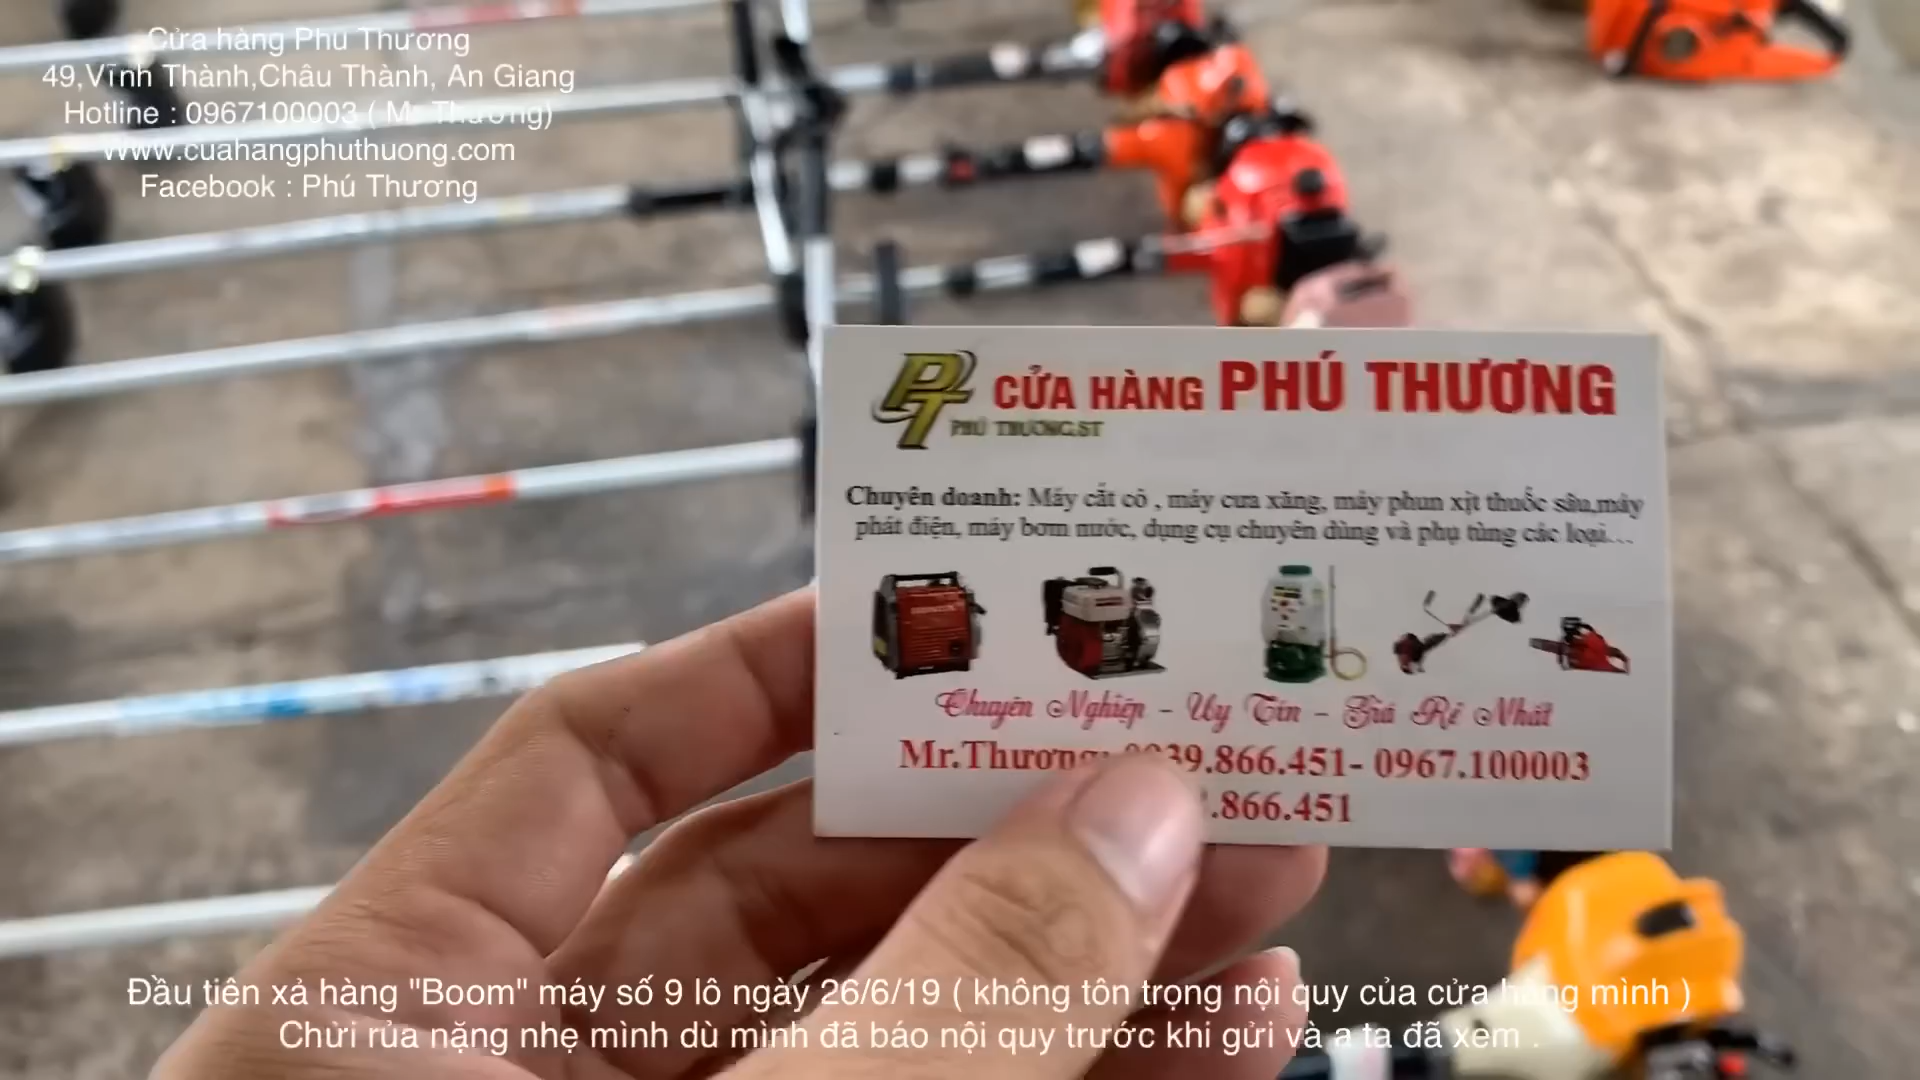 Cửa hàng Phú Thương
49,Vĩnh Thành,Châu Thành, An Giang
Hotline : 0967100003 ( Mr Thương)
www.cuahangphuthuong.com
Facebook : Phú Thương
PT CỬA HÀNG PHÚ THƯƠNG
PHÚ THƯƠNG.ST
Chuyên doanh: Máy cắt cỏ , máy cưa xăng, máy phun xịt thuốc sâu,máy
phát điện, máy bơm nước, dụng cụ chuyên dùng và phụ tùng các loại...
Chuyên Nghiệp - Uy Tín - Giá Rẻ Nhất
Mr.Thương: 39.866.451- 0967.100003
.866.451
Đầu tiên xả hàng "Boom" máy số 9 lô ngày 26/6/19 ( không tôn trọng nội quy của cửa hàng mình )
Chửi rủa nặng nhẹ mình dù mình đã báo nội quy trước khi gửi và a ta đã xem .